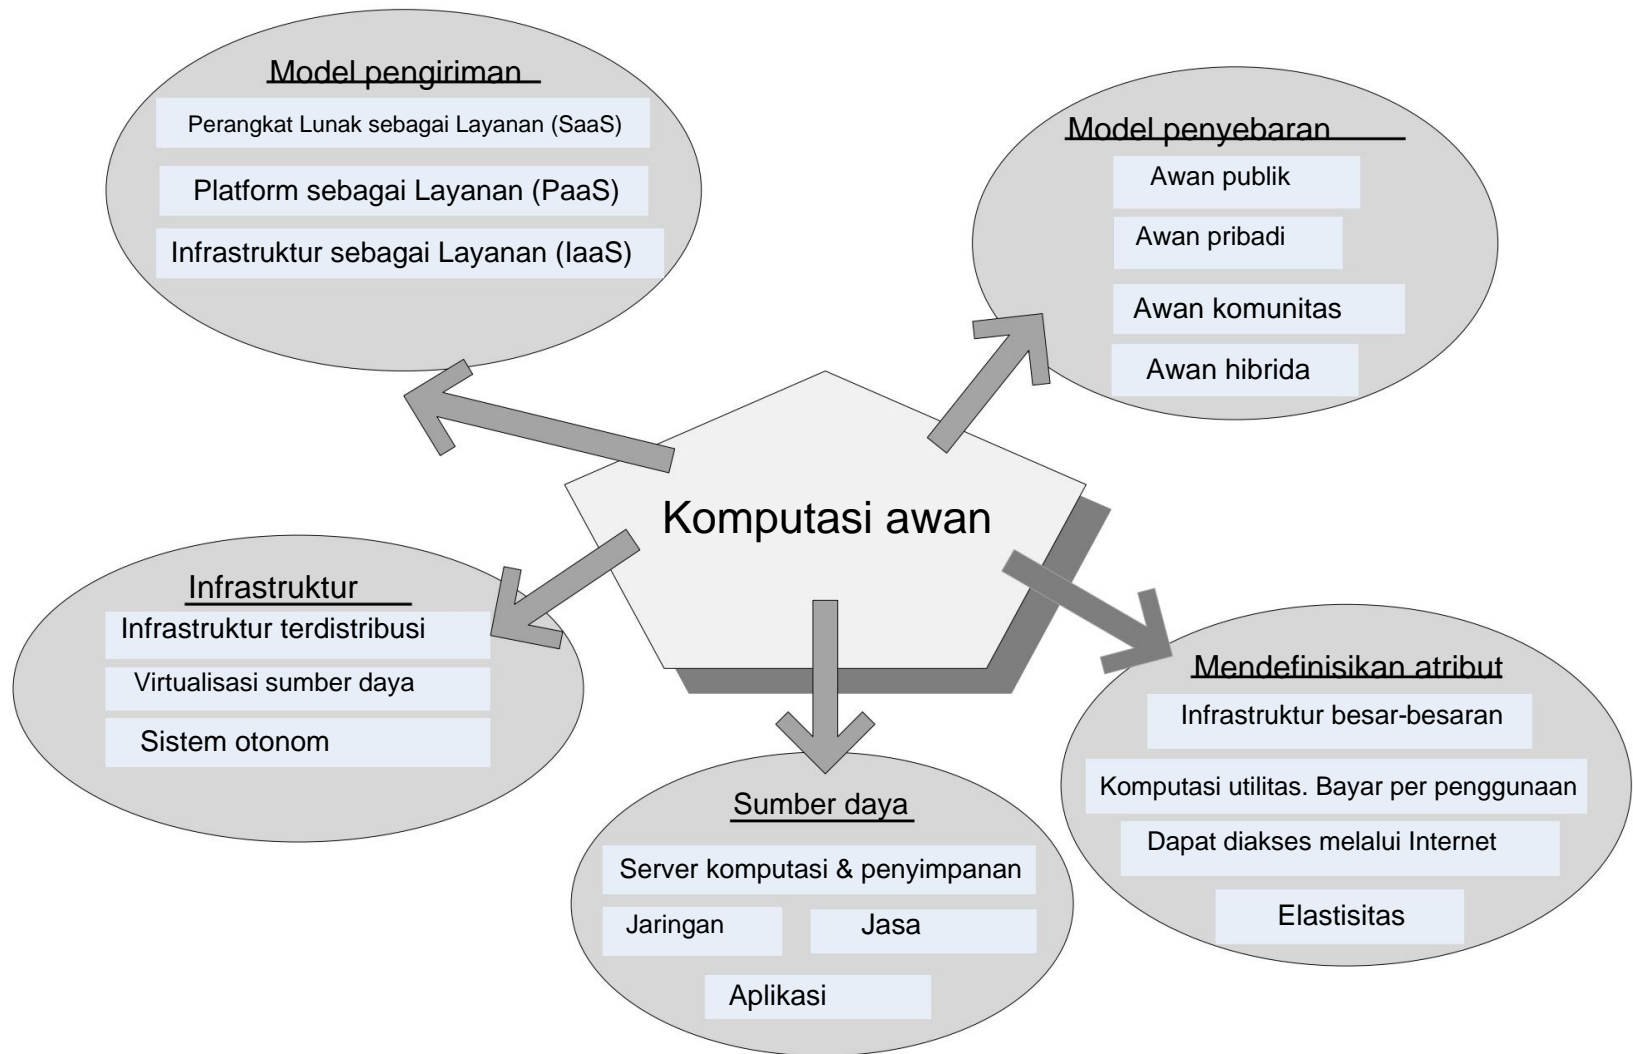 Model pengiriman
Perangkat Lunak sebagai Layanan (SaaS)
Platform sebagai Layanan (PaaS)
Infrastruktur sebagai Layanan (IaaS)
Model penyebaran
Awan publik
Awan pribadi
Awan komunitas
Awan hibrida
Komputasi awan
Infrastruktur
Infrastruktur terdistribusi
Virtualisasi sumber daya
Sistem otonom
Sumber daya
Server komputasi & penyimpanan
Jaringan
Jasa
Aplikasi
Mendefinisikan atribut
Infrastruktur besar-besaran
Komputasi utilitas. Bayar per penggunaan
Dapat diakses melalui Internet
Elastisitas